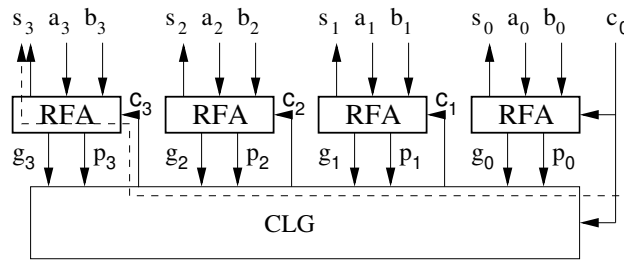 s₃ a₃ b₃ s₂ a₂ b₂ s₁ a₁ b₁ s₀ a₀ b₀ c₀
RFA c₃ RFA c₂ RFA c₁ RFA
g₃ p₃ g₂ p₂ g₁ p₁ g₀ p₀
CLG